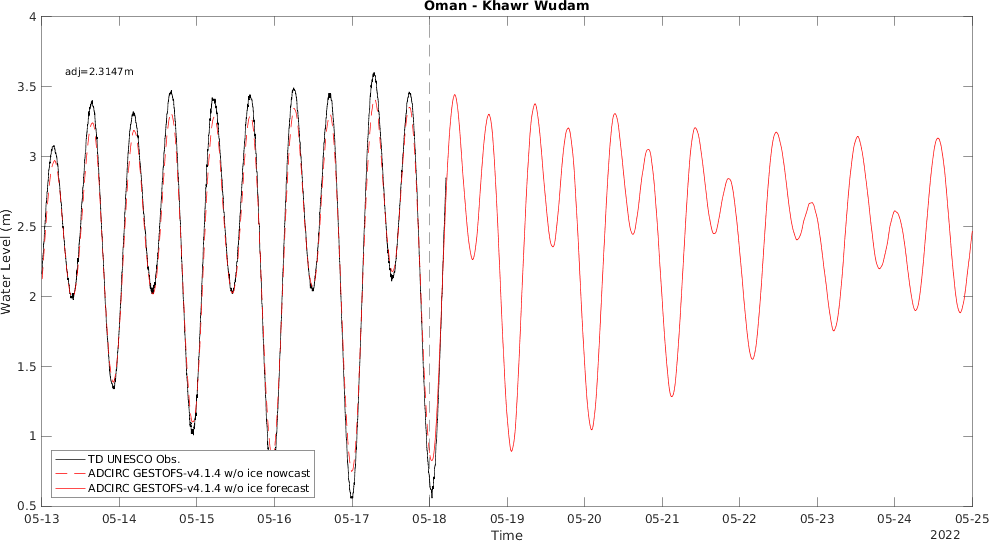 Oman - Khawr Wudam
adj=2.3147m
Water Level (m)
4
3.5
3
2.5
2
1.5
1
0.5
TD UNESCO Obs.
ADCIRC GESTOFS-v4.1.4 w/o ice nowcast
ADCIRC GESTOFS-v4.1.4 w/o ice forecast
05-13 05-14 05-15 05-16 05-17 05-18 05-19 05-20 05-21 05-22 05-23 05-24 05-25
Time
2022